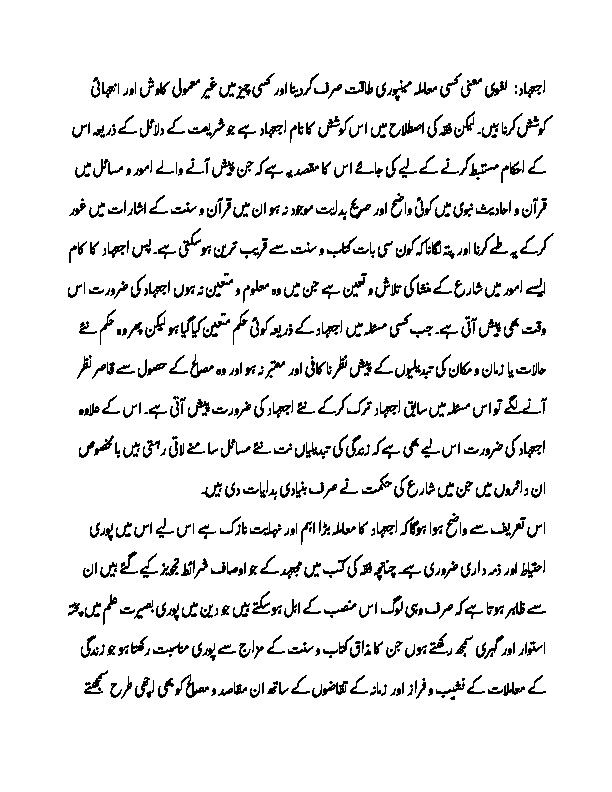 اجتہاد: لغوی معنی کسی معاملہ میںپوری طاقت صرف کردینا اور کسی چیز میں غیر معمولی کاوش اور انتہائی
کوشش کرنا ہیں۔ لیکن فقہ کی اصطلاح میں اس کوشش کا نام اجتہاد ہے جو شریعت کے دلائل کے ذریعہ اس
کے احکام مستنبط کرنے کے لیے کی جائے اس کا مقصد یہ ہے کہ جن پیش آنے والے امور و مسائل میں
قرآن و احادیث نبوی میں کوئی واضح اور صریح ہدایت موجود نہ ہو ان میں قرآن و سنت کے اشارات میں غور
کرکے یہ طے کرنا اور پتہ لگانا کہ کون سی بات کتاب و سنت سے قریب ترین ہوسکتی ہے۔ پس اجتہاد کا کام
ایسے امور میں شارع کے منشا کی تلاش و تعین ہے جن میں وہ معلوم و متعین نہ ہوں اجتہاد کی ضرورت اس
وقت بھی پیش آتی ہے۔ جب کسی مسئلہ میں اجتہاد کے ذریعہ کوئی حکم متعین کیا گیا ہو لیکن پھر وہ حکم نئے
حالات یا زمان و مکان کی تبدیلیوں کے پیش نظر ناکافی اور معتبر نہ ہو اور وہ مصالح کے حصول سے قاصر نظر
آنے لگے تو اس مسئلہ میں سابق اجتہاد ترک کرکے نئے اجتہاد کی ضرورت پیش آتی ہے۔ اس کے علاوہ
اجتہاد کی ضرورت اس لیے بھی ہے کہ زندگی کی تبدیلیاں نت نئے مسائل سامنے لاتی رہتی ہیں بالخصوص
ان دائروں میں جن میں شارع کی حکمت نے صرف بنیادی ہدایات دی ہیں۔
اس تعریف سے واضح ہوا ہوگا کہ اجتہاد کا معاملہ بڑا اہم اور نہایت نازک ہے اس لیے اس میں پوری
احتیاط اور ذمہ داری ضروری ہے۔ چنانچہ فقہ کی کتب میں مجتہد کے جو اوصاف شرائط تجویز کیے گئے ہیں ان
سے ظاہر ہوتا ہے کہ صرف وہی لوگ اس منصب کے اہل ہوسکتے ہیں جو دین میں پوری بصیرت علم میں پختہ
استوار اور گہری سمجھ رکھتے ہوں جن کا مذاق کتاب و سنت کے مزاج سے پوری مناسبت رکھتا ہو جو زندگی
کے معاملات کے نشیب و فراز اور زمانہ کے تقاضوں کے ساتھ ان مقاصد و مصالح کو بھی اچھی طرح سمجھتے